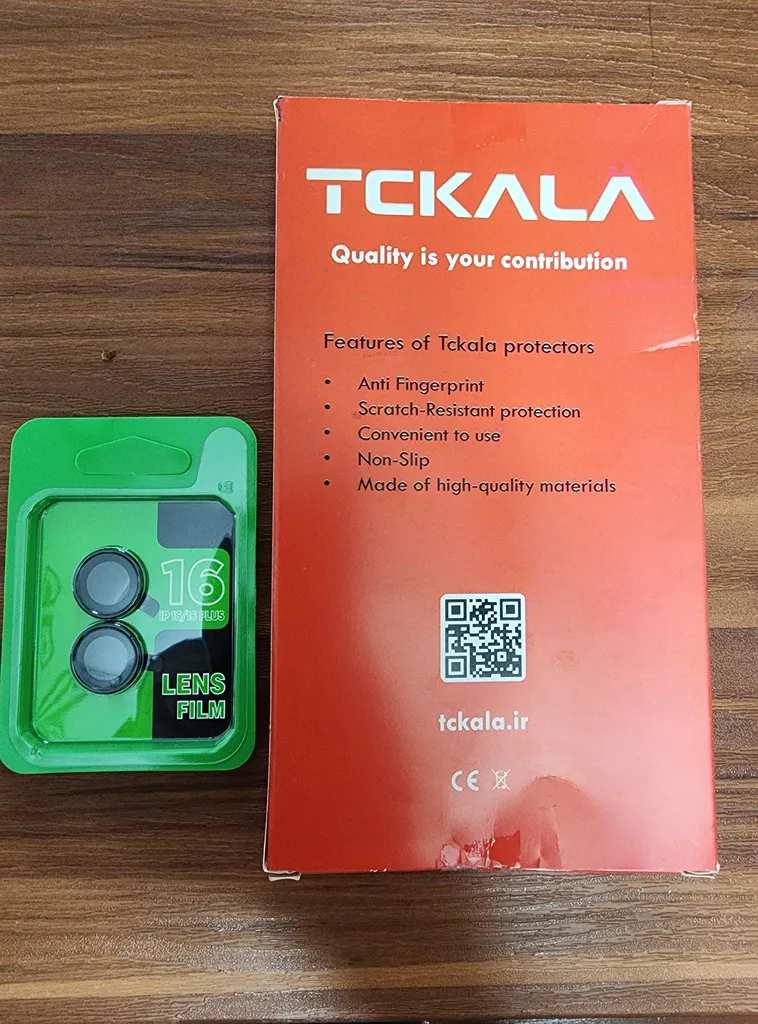 TCKALA
Quality is your contribution
Features of Tckala protectors
• Anti Fingerprint
• Scratch-Resistant protection
• Convenient to use
• Non-Slip
• Made of high-quality materials
tckala.ir
CE
16
IP 16/16 PLUS
LENS
FILM